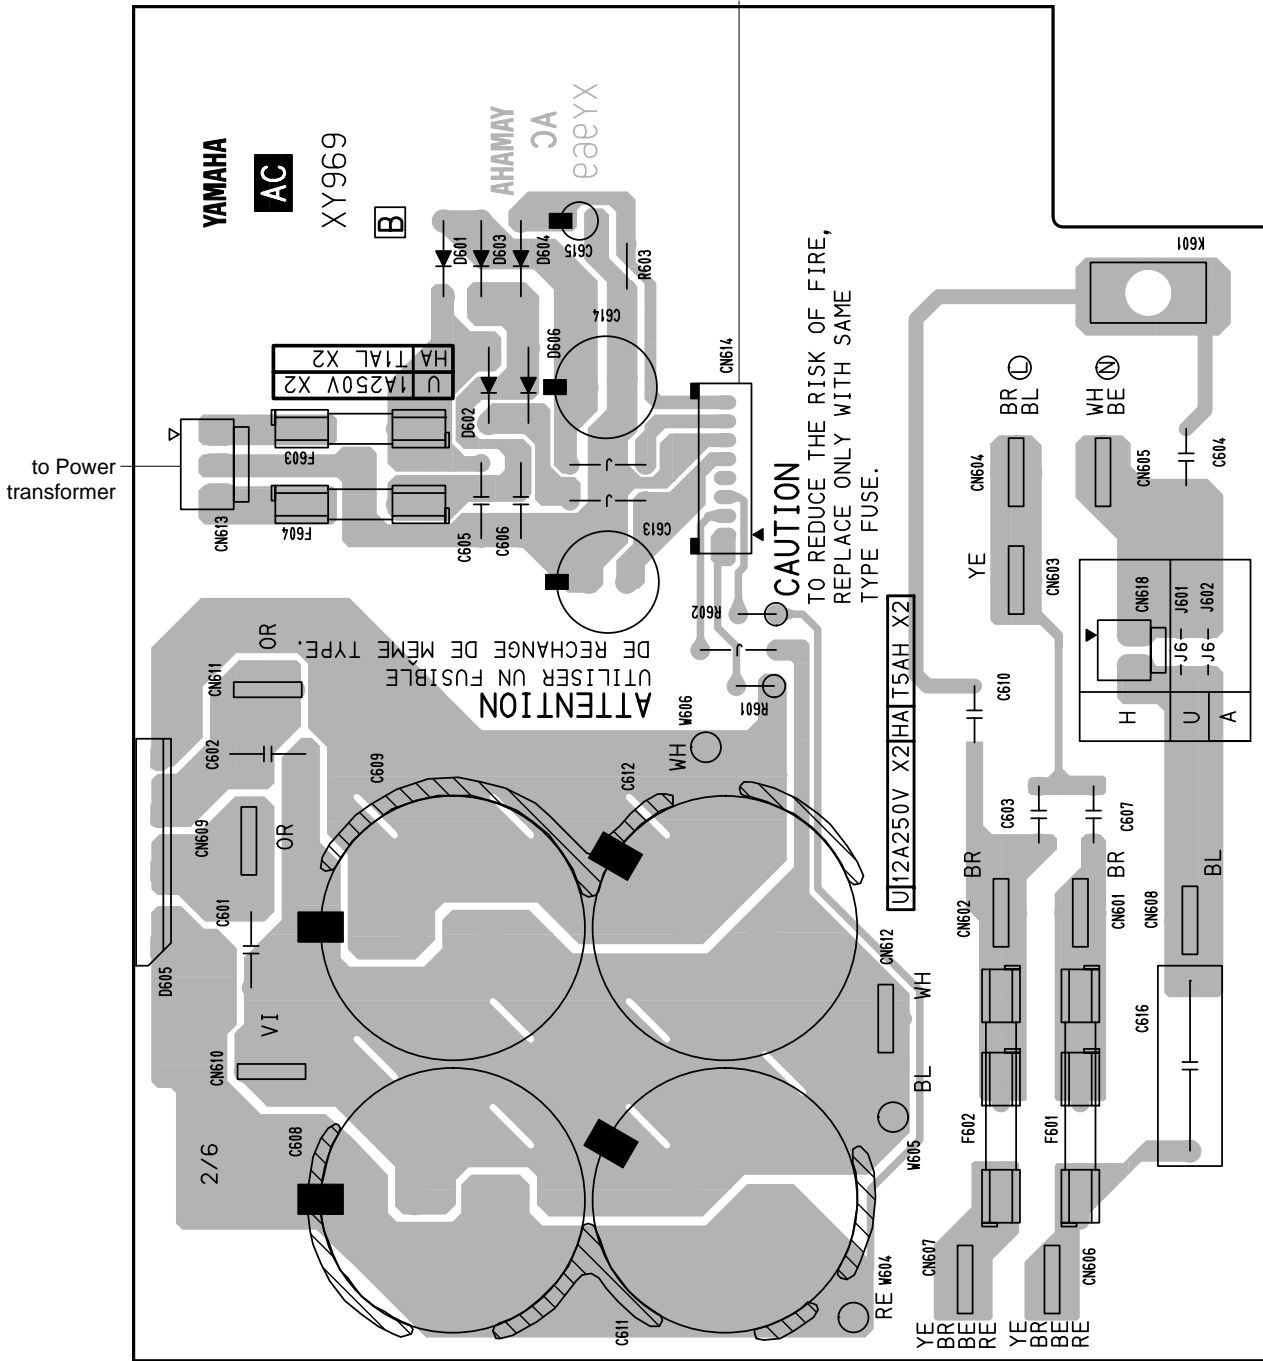 YAMAHA
AC
XY969
B
YAMAHA
AC
XY969
D601
D603
D604
C615
R603
C614
D606
CN614
HA T1AL X2
U 1A250V X2
D602
F603
F604
CN613
to Power
transformer
C605
C606
J
J
C613
CAUTION
TO REDUCE THE RISK OF FIRE,
REPLACE ONLY WITH SAME
TYPE FUSE.
K601
BR
BL
L
WH
BE
N
CN604
CN605
C604
YE
CN603
CN618
J601
J602
J6
J6
H
U
A
R602
J
R601
ATTENTION
UTILISER UN FUSIBLE
DE RECHANGE DE MÊME TYPE.
OR
CN611
C602
W606
WH
U 12A250V X2 HA T5AH X2
C610
C609
C612
CN609
OR
C603
C607
BR
BR
BL
C601
CN602
CN601
CN608
CN612
D605
WH
VI
C616
CN610
BL
2/6
C608
F602
F601
W605
CN607
CN606
RE W604
C611
YE
BR
BE
RE
YE
BR
BE
RE